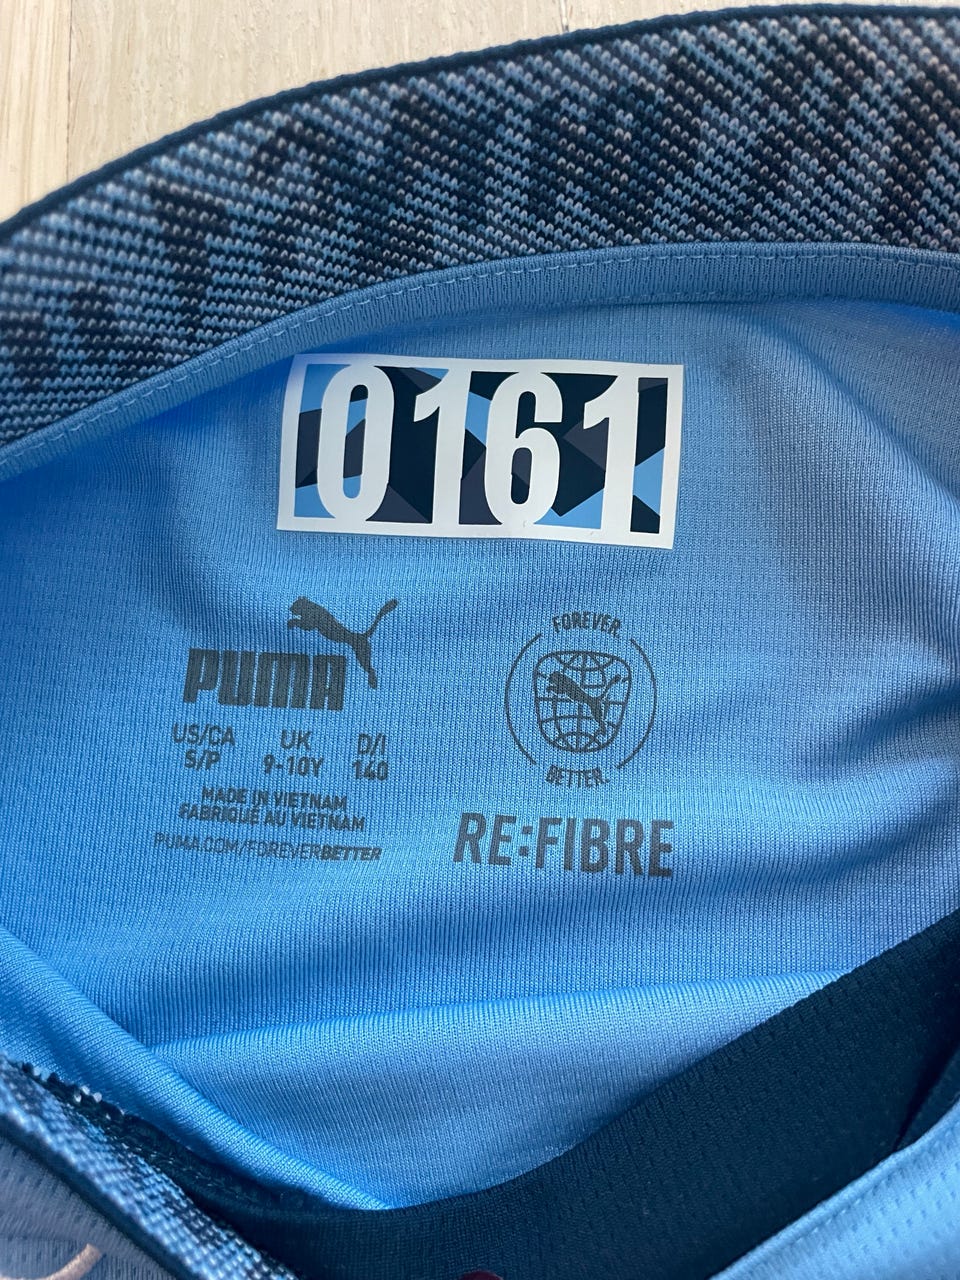 0161
PUMA
US/CA UK D/I
S/P 9-10Y 140
MADE IN VIETNAM
FABRIQUÉ AU VIETNAM
PUMA.COM/FOREVERBETTER
FOREVER.
BETTER.
RE:FIBRE